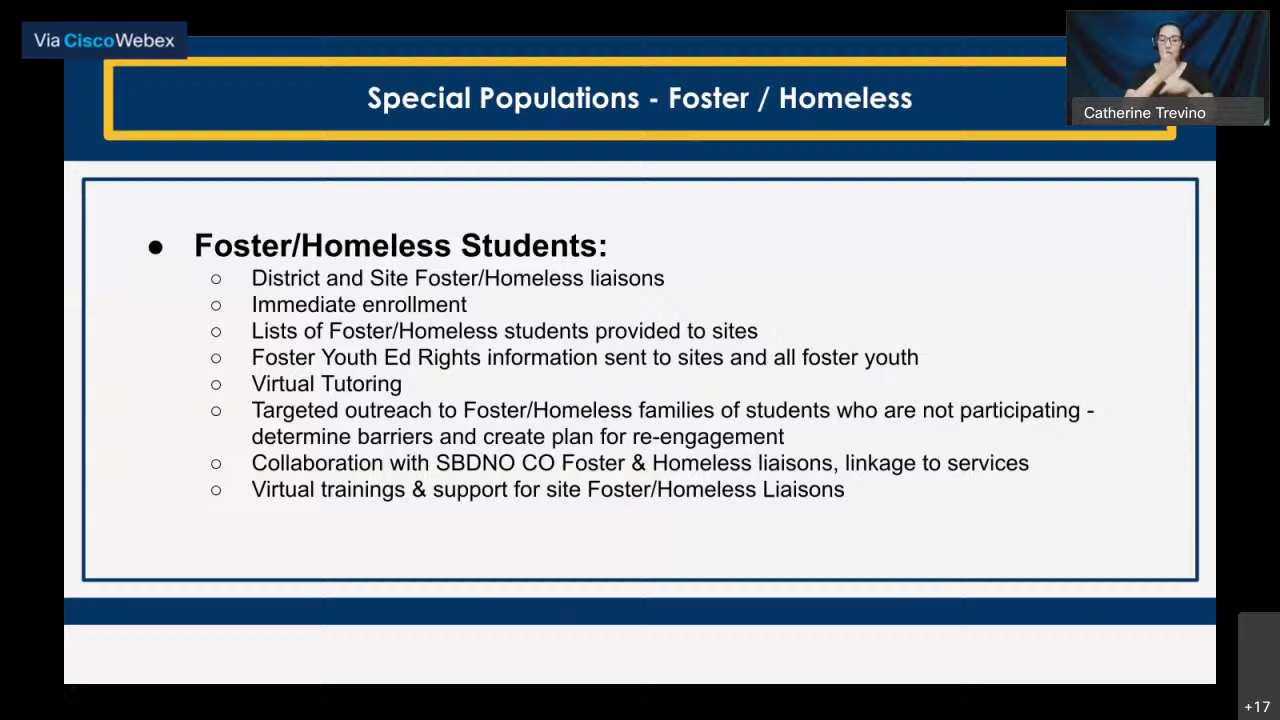 Via CiscoWebex
Special Populations - Foster / Homeless
Catherine Trevino
● Foster/Homeless Students:
○ District and Site Foster/Homeless liaisons
○ Immediate enrollment
○ Lists of Foster/Homeless students provided to sites
○ Foster Youth Ed Rights information sent to sites and all foster youth
○ Virtual Tutoring
○ Targeted outreach to Foster/Homeless families of students who are not participating -
determine barriers and create plan for re-engagement
○ Collaboration with SBDNO CO Foster & Homeless liaisons, linkage to services
○ Virtual trainings & support for site Foster/Homeless Liaisons
+17